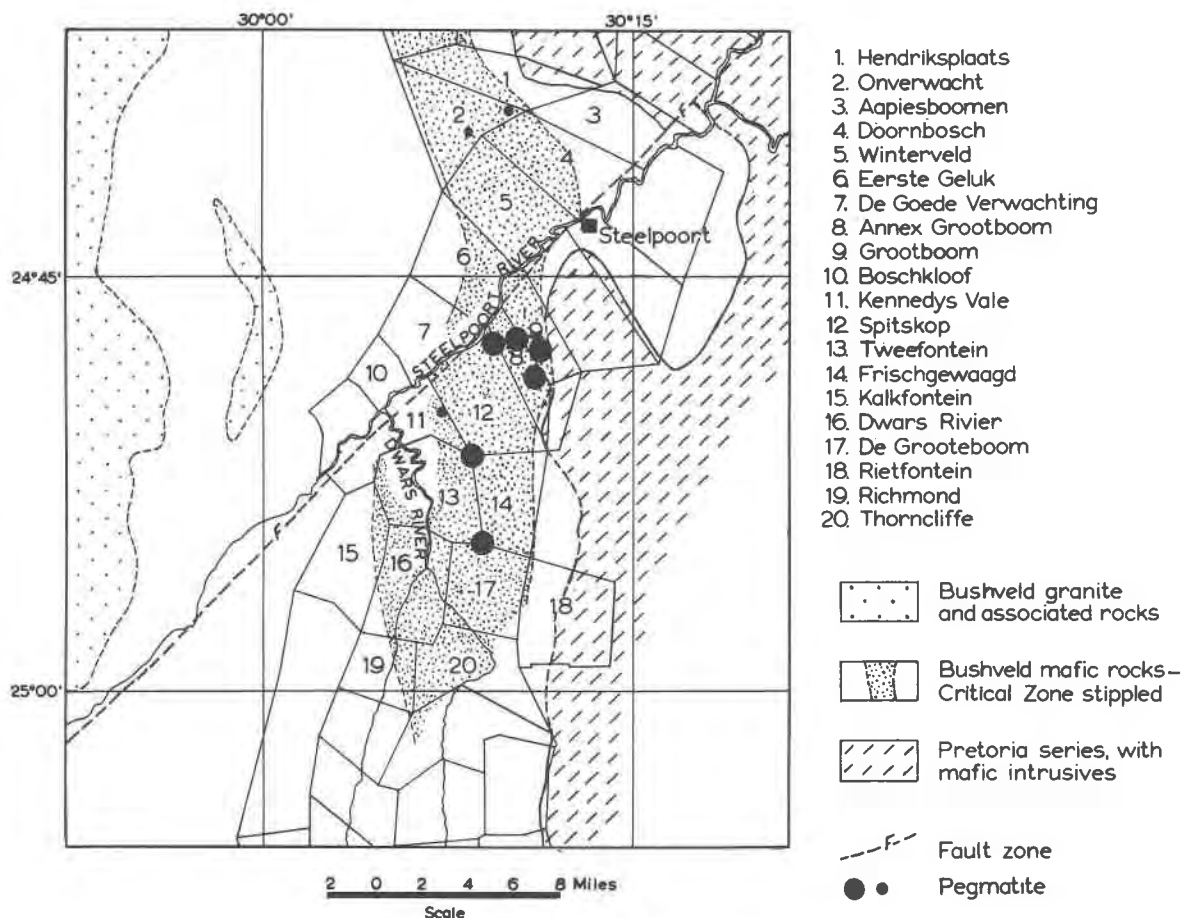 30°00' 30°15'
24°45'
25°00'
1
2
3
4
5
6
7
8
9
10
11
12
13
14
15
16
17
18
19
20
Steelpoort
STEELPOORT RIVER
DWARS RIVER
F
F
1. Hendriksplaats
2. Onverwacht
3. Aapiesboomen
4. Doornbosch
5. Winterveld
6. Eerste Geluk
7. De Goede Verwachting
8. Annex Grootboom
9. Grootboom
10. Boschkloof
11. Kennedys Vale
12. Spitskop
13. Tweefontein
14. Frischgewaagd
15. Kalkfontein
16. Dwars Rivier
17. De Grooteboom
18. Rietfontein
19. Richmond
20. Thorncliffe
Bushveld granite
and associated rocks
Bushveld mafic rocks–
Critical Zone stippled
Pretoria series, with
mafic intrusives
F Fault zone
Pegmatite
2 0 2 4 6 8 Miles
Scale